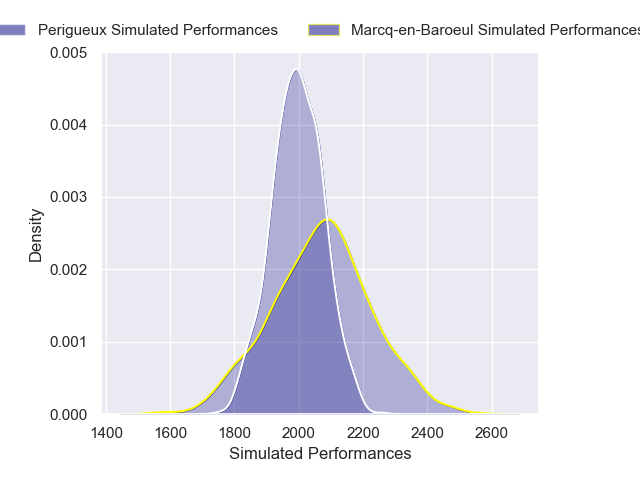 Perigueux Simulated Performances
Marcq-en-Baroeul Simulated Performances
0.005
0.004
0.003
0.002
0.001
0.000
Density
1400 1600 1800 2000 2200 2400 2600
Simulated Performances